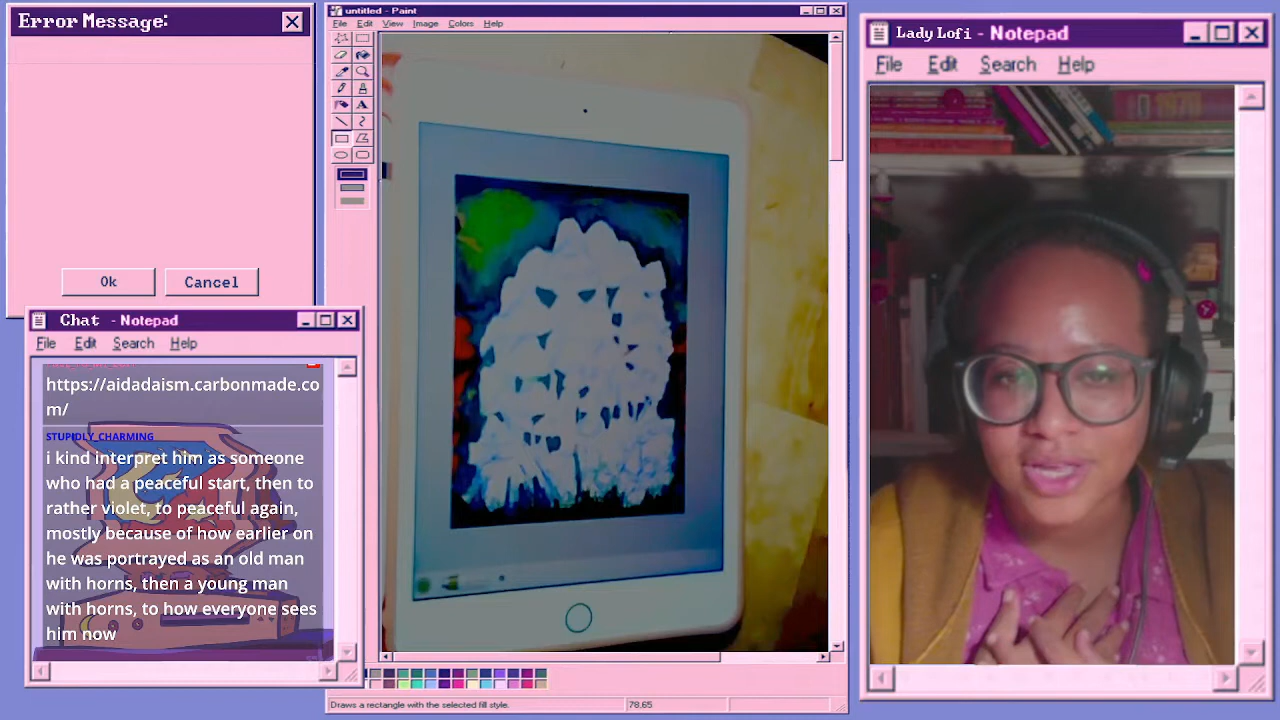 Error Message:
Ok
Cancel
Chat - Notepad
File Edit Search Help
https://aidadaism.carbonmade.co
m/
STUPIDLY_CHARMING
i kind interpret him as someone
who had a peaceful start, then to
rather violet, to peaceful again,
mostly because of how earlier on
he was portrayed as an old man
with horns, then a young man
with horns, to how everyone sees
him now
untitled - Paint
File Edit View Image Colors Help
A
Draws a rectangle with the selected fill style.
78.65
Lady Lofi - Notepad
File Edit Search Help